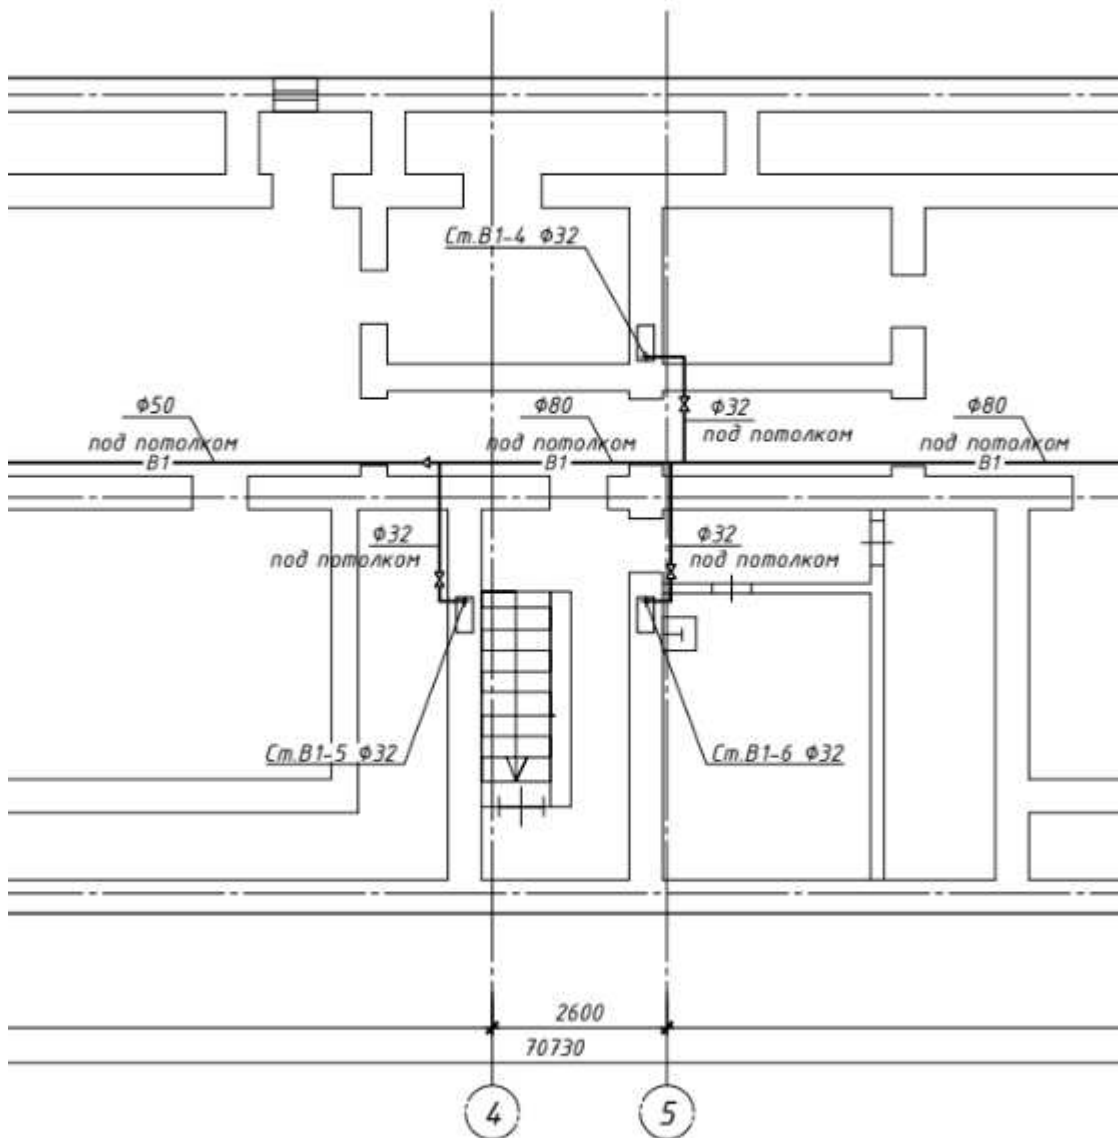 Ст.В1-4 Ф32
Ф50
под потолком
В1
Ф80
под потолком
В1
Ф32
под потолком
Ф80
под потолком
В1
Ф32
под потолком
Ф32
под потолком
Ст.В1-5 Ф32
Ст.В1-6 Ф32
2600
70730
4
5